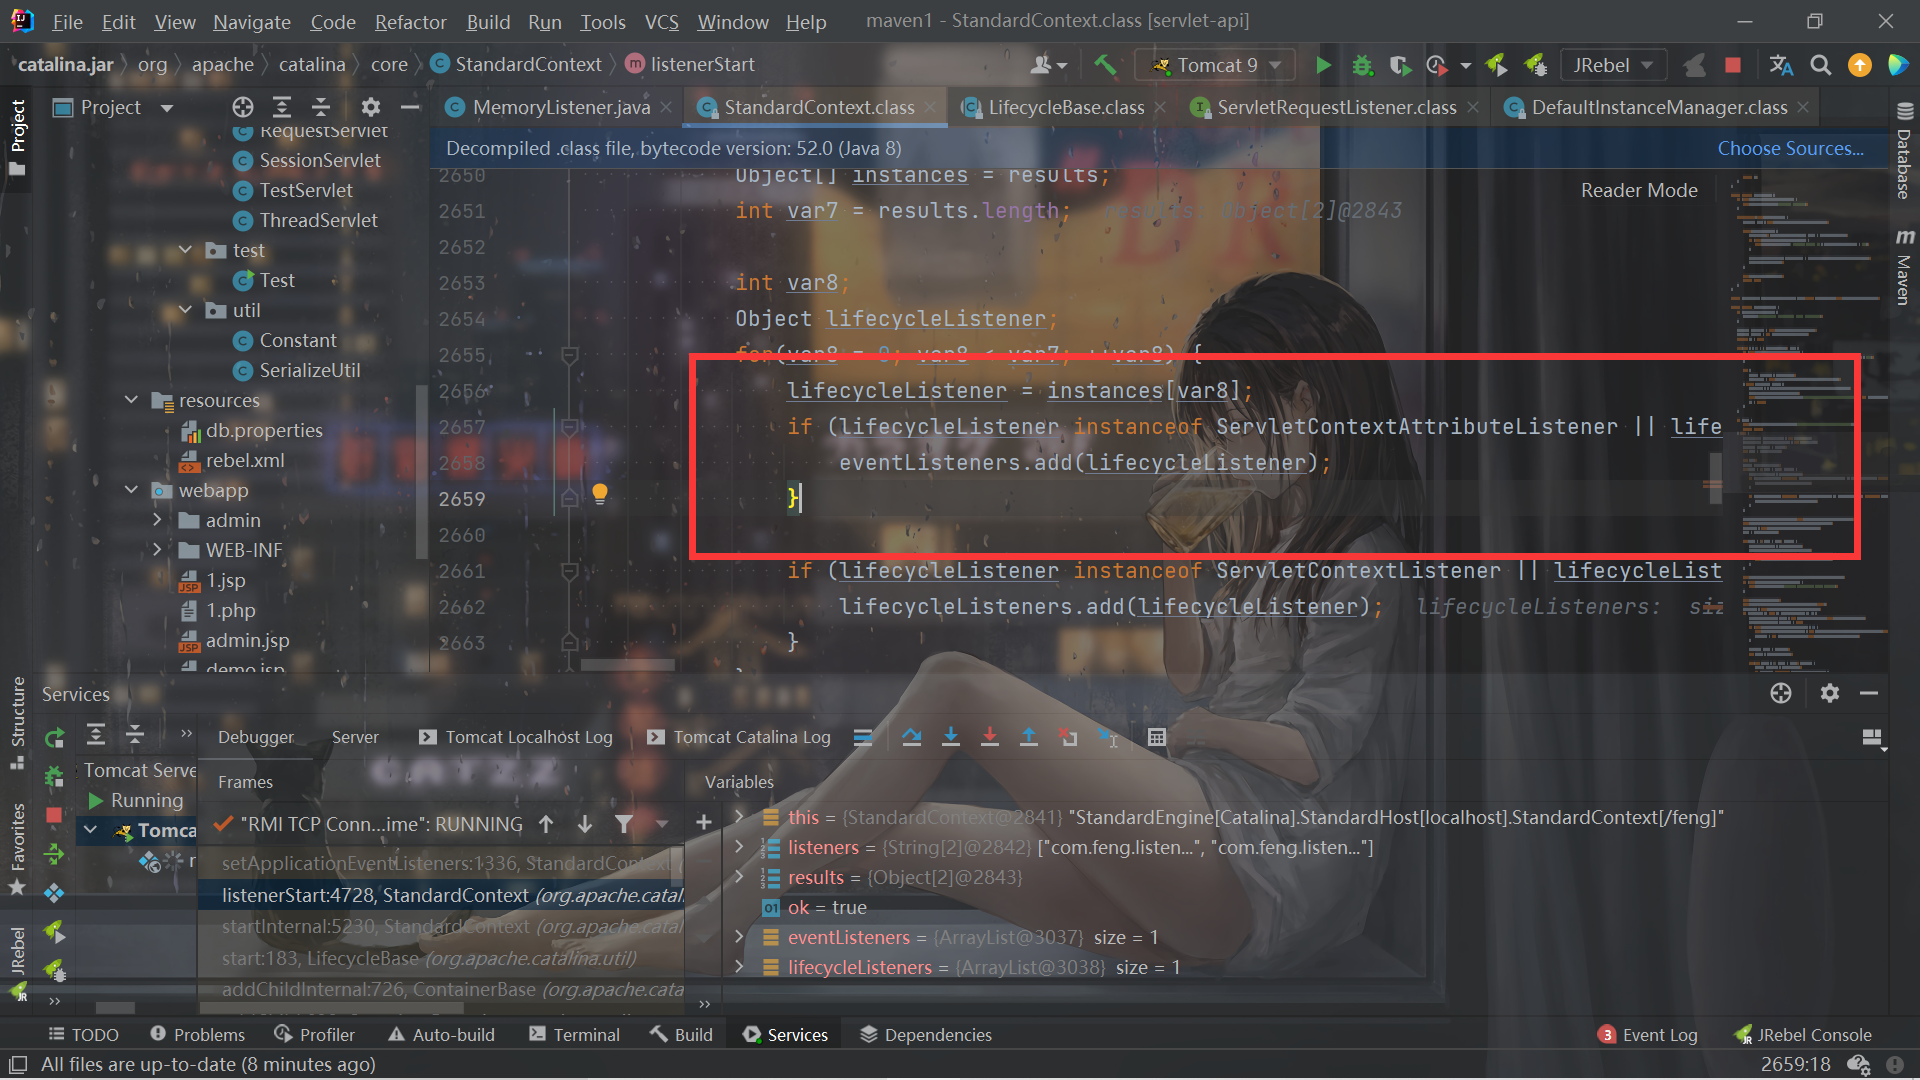 File Edit View Navigate Code Refactor Build Run Tools VCS Window Help maven1 - StandardContext.class [servlet-api]
catalina.jar org apache catalina core StandardContext listenerStart Tomcat 9 JRebel
Project MemoryListener.java StandardContext.class LifecycleBase.class ServletRequestListener.class DefaultInstanceManager.class
Project
Database
Maven
Structure
Favorites
JRebel
RequestServlet
SessionServlet
TestServlet
ThreadServlet
test
Test
util
Constant
SerializeUtil
resources
db.properties
rebel.xml
webapp
admin
WEB-INF
1.jsp
1.php
admin.jsp
demo.jsp
Decompiled .class file, bytecode version: 52.0 (Java 8) Choose Sources...
Reader Mode
2650 Object[] instances = results;
2651 int var7 = results.length; results: Object[2]@2843
2652
2653 int var8;
2654 Object lifecycleListener;
2655 for(var8 = 0; var8 < var7; ++var8) {
2656 lifecycleListener = instances[var8];
2657 if (lifecycleListener instanceof ServletContextAttributeListener || life
2658 eventListeners.add(lifecycleListener);
2659 }
2660
2661 if (lifecycleListener instanceof ServletContextListener || lifecycleList
2662 lifecycleListeners.add(lifecycleListener); lifecycleListeners: siz
2663 }
Services
Debugger Server Tomcat Localhost Log Tomcat Catalina Log
Tomcat Serve
Running
Tomca
Frames
"RMI TCP Conn...ime": RUNNING
setApplicationEventListeners:1336, StandardContext (
listenerStart:4728, StandardContext (org.apache.catal.
startInternal:5230, StandardContext (org.apache.catal
start:183, LifecycleBase (org.apache.catalina.util)
addChildInternal:726, ContainerBase (org.apache.cata
Variables
this = {StandardContext@2841} "StandardEngine[Catalina].StandardHost[localhost].StandardContext[/feng]"
listeners = {String[2]@2842} ["com.feng.listen...", "com.feng.listen..."]
results = {Object[2]@2843}
ok = true
eventListeners = {ArrayList@3037} size = 1
lifecycleListeners = {ArrayList@3038} size = 1
TODO Problems Profiler Auto-build Terminal Build Services Dependencies 3 Event Log JRebel Console
All files are up-to-date (8 minutes ago) 2659:18